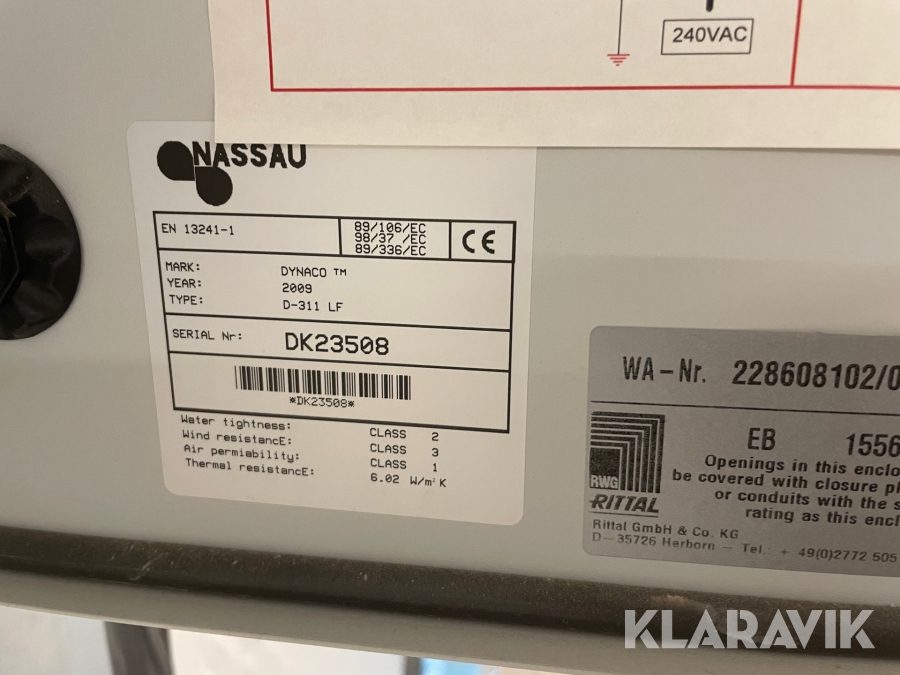 240VAC
NASSAU
EN 13241-1
89/106/EC
98/37 /EC
89/336/EC
CE
MARK: DYNACO ™
YEAR: 2009
TYPE: D-311 LF
SERIAL Nr: DK23508
*DK23508*
Water tightness: CLASS 2
Wind resistancE: CLASS 3
Air permiability: CLASS 1
Thermal resistancE: 6.02 W/m²K
WA-Nr. 228608102/0
EB 1556
Openings in this enclo
be covered with closure pl
or conduits with the s
rating as this encl
RWG
RITTAL
Rittal GmbH & Co. KG
D-35726 Herborn - Tel.: + 49(0)2772 505
KLARAVIK